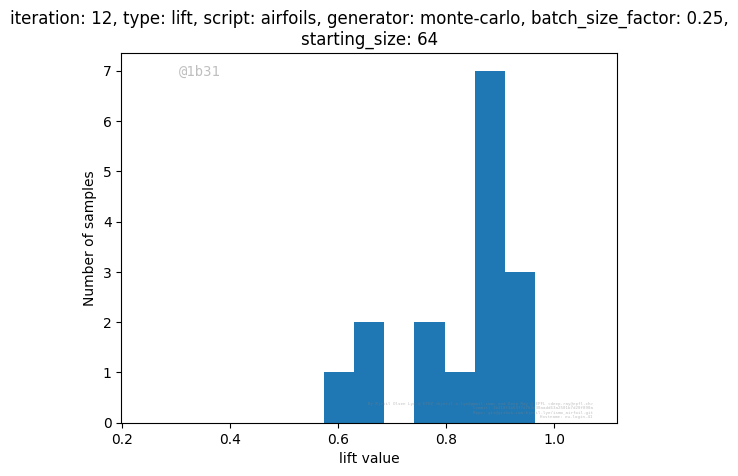 iteration: 12, type: lift, script: airfoils, generator: monte-carlo, batch_size_factor: 0.25,
starting_size: 64
@1b31
7
6
5
4
3
2
1
0
Number of samples
0.2 0.4 0.6 0.8 1.0
lift value